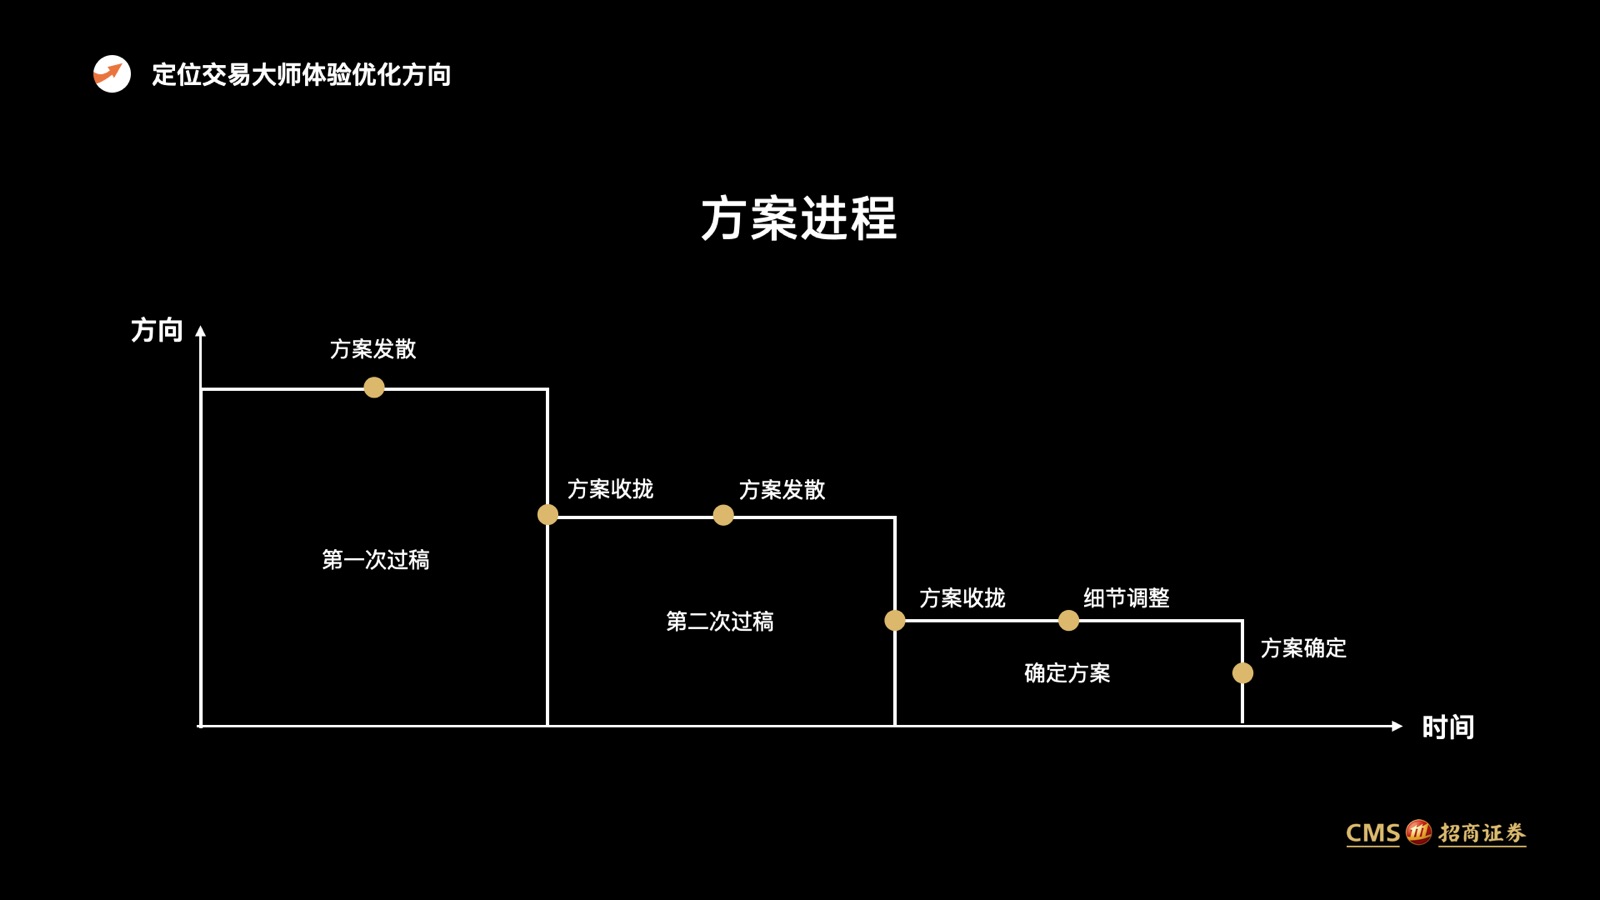 定位交易大师体验优化方向
方案进程
方向
方案发散
方案收拢
方案发散
第一次过稿
方案收拢
细节调整
第二次过稿
方案确定
确定方案
时间
CMS 招商证券